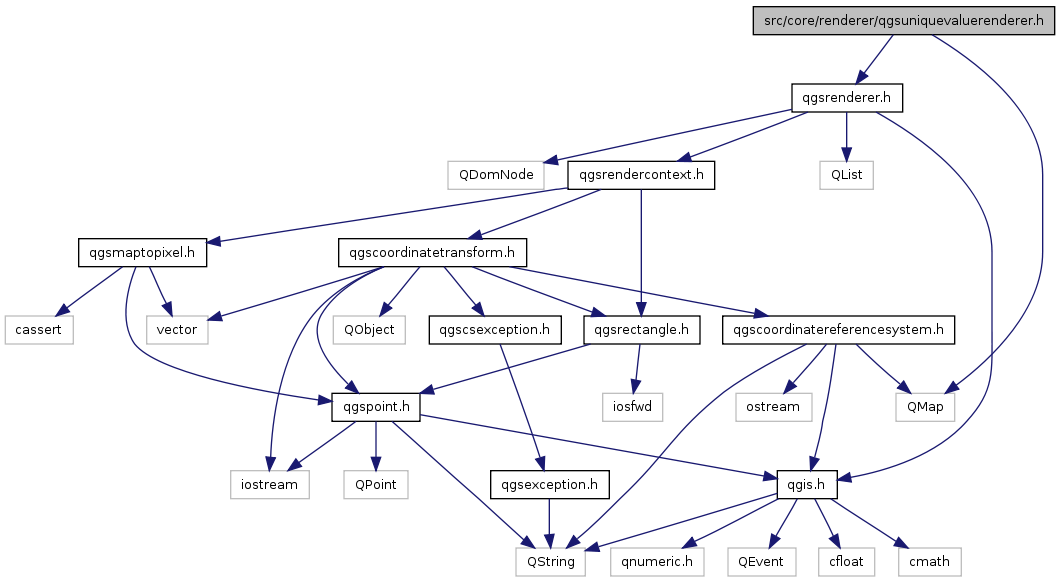 src/core/renderer/qgsuniquevaluerenderer.h
qgsrenderer.h
QDomNode
qgsrendercontext.h
QList
qgsmaptopixel.h
qgscoordinatetransform.h
cassert
vector
QObject
qgscsexception.h
qgsrectangle.h
qgscoordinatereferencesystem.h
qgspoint.h
iosfwd
ostream
QMap
iostream
QPoint
qgsexception.h
qgis.h
QString
qnumeric.h
QEvent
cfloat
cmath